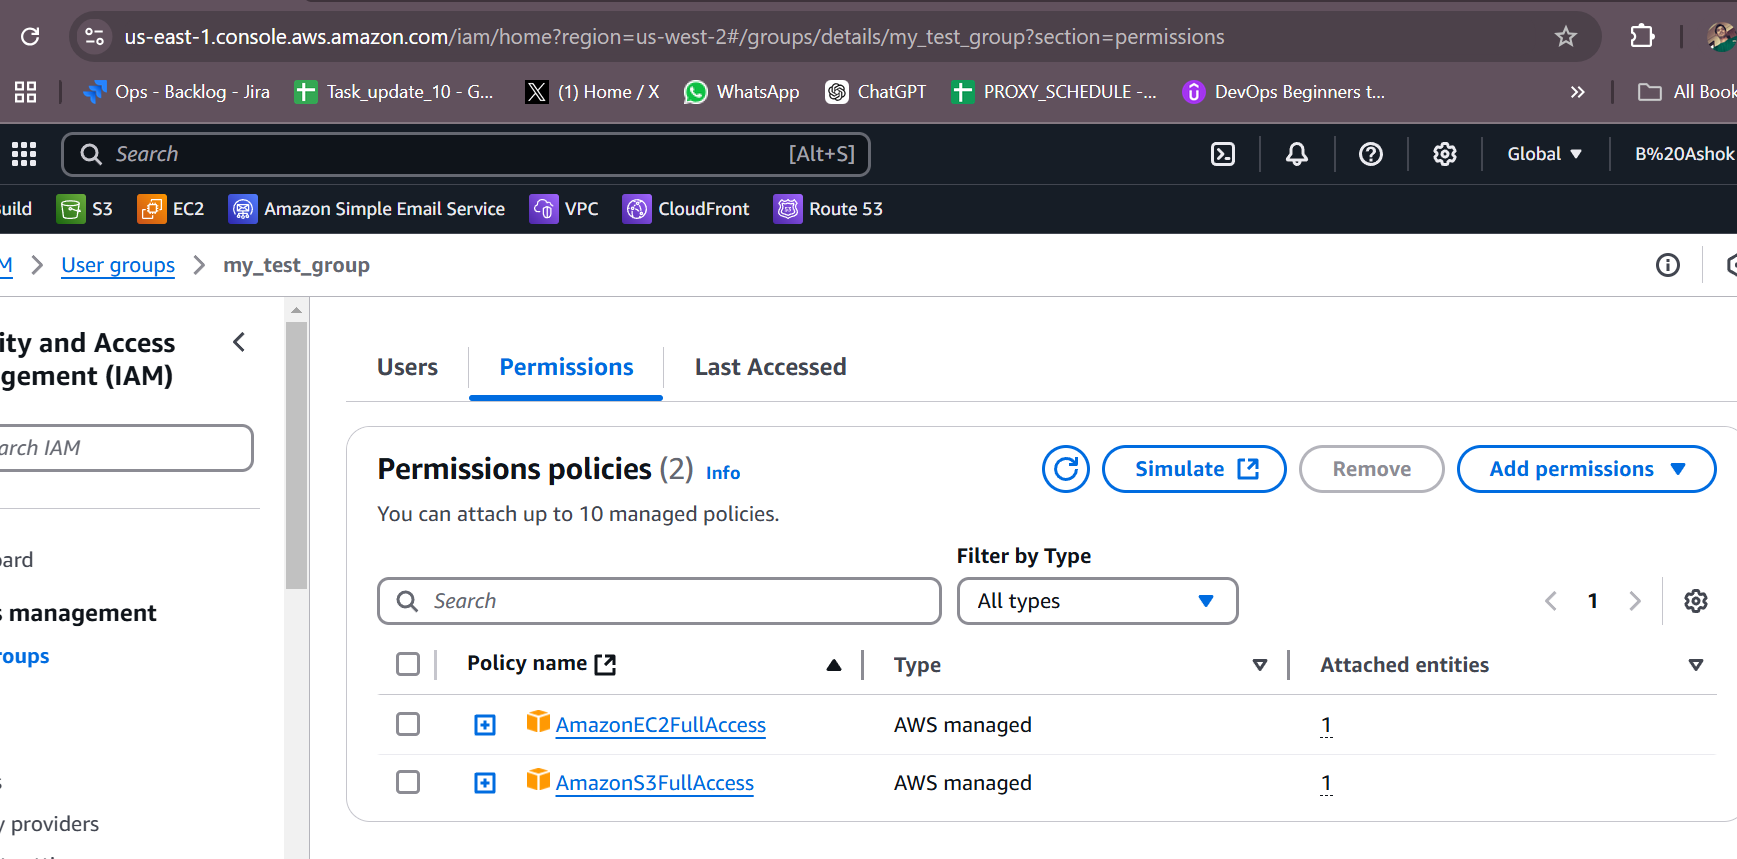 us-east-1.console.aws.amazon.com/iam/home?region=us-west-2#/groups/details/my_test_group?section=permissions
Ops - Backlog - Jira Task_update_10 - G... (1) Home / X WhatsApp ChatGPT PROXY_SCHEDULE -... DevOps Beginners t... » All Book
Search [Alt+S] Global B%20Ashok
uild S3 EC2 Amazon Simple Email Service VPC CloudFront Route 53
M User groups my_test_group
ity and Access
gement (IAM)
arch IAM
oard
s management
roups
y providers
Users Permissions Last Accessed
Permissions policies (2) Info Simulate Remove Add permissions
You can attach up to 10 managed policies.
Filter by Type
Search All types 1
Policy name Type Attached entities
AmazonEC2FullAccess AWS managed 1
AmazonS3FullAccess AWS managed 1